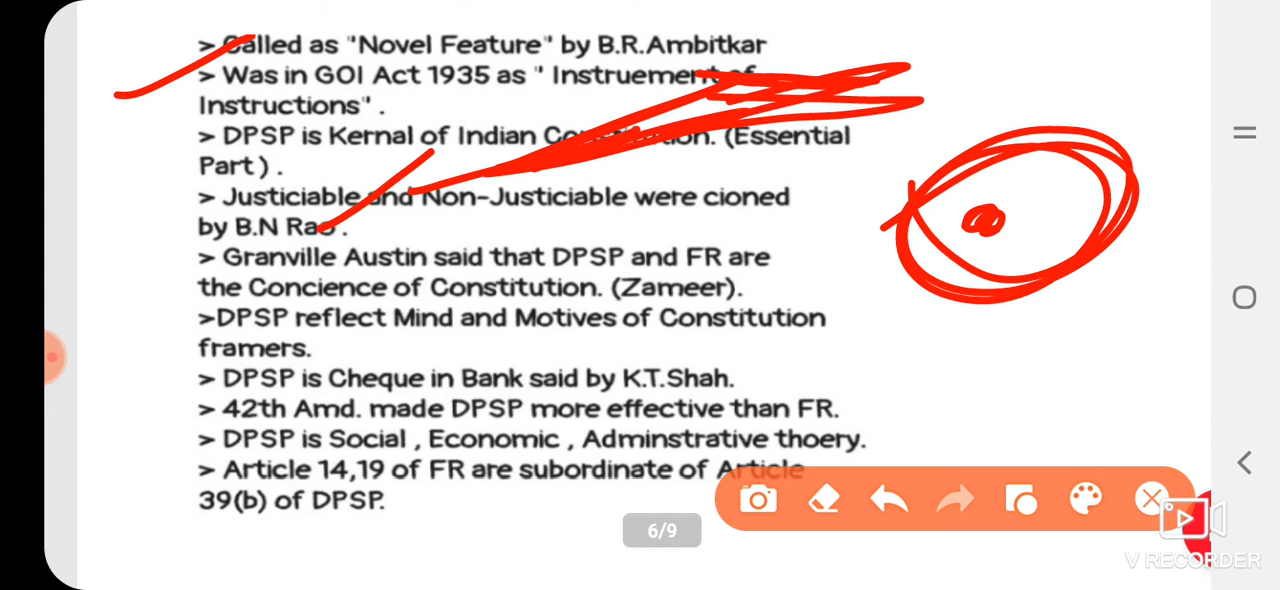 > Called as "Novel Feature" by B.R.Ambitkar
> Was in GOI Act 1935 as " Instruement of
Instructions" .
> DPSP is Kernal of Indian Constitution. (Essential
Part ) .
> Justiciable and Non-Justiciable were cioned
by B.N Rao .
> Granville Austin said that DPSP and FR are
the Concience of Constitution. (Zameer).
>DPSP reflect Mind and Motives of Constitution
framers.
> DPSP is Cheque in Bank said by K.T.Shah.
> 42th Amd. made DPSP more effective than FR.
> DPSP is Social , Economic , Adminstrative thoery.
> Article 14,19 of FR are subordinate of Article
39(b) of DPSP.
6/9
V RECORDER